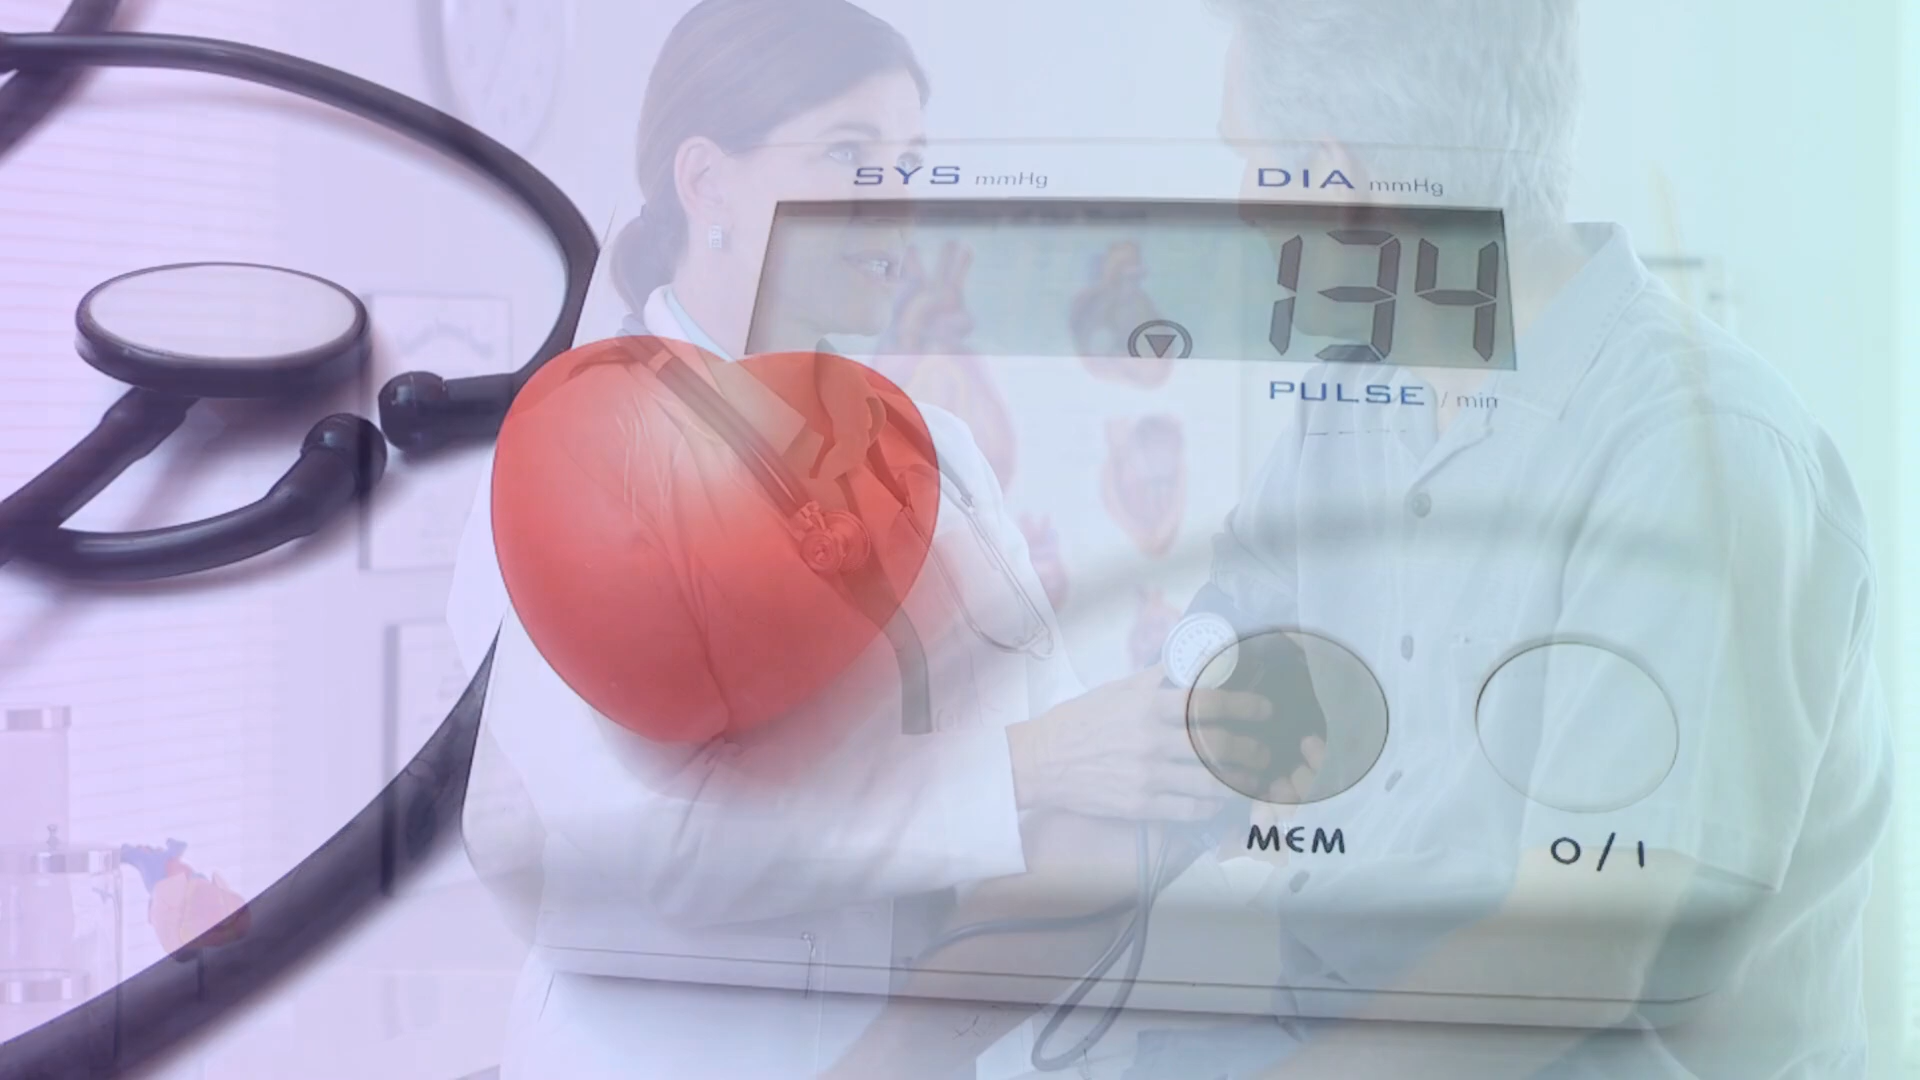 SYS mmHg DIA mmHg
134
PULSE / min
MEM O / I